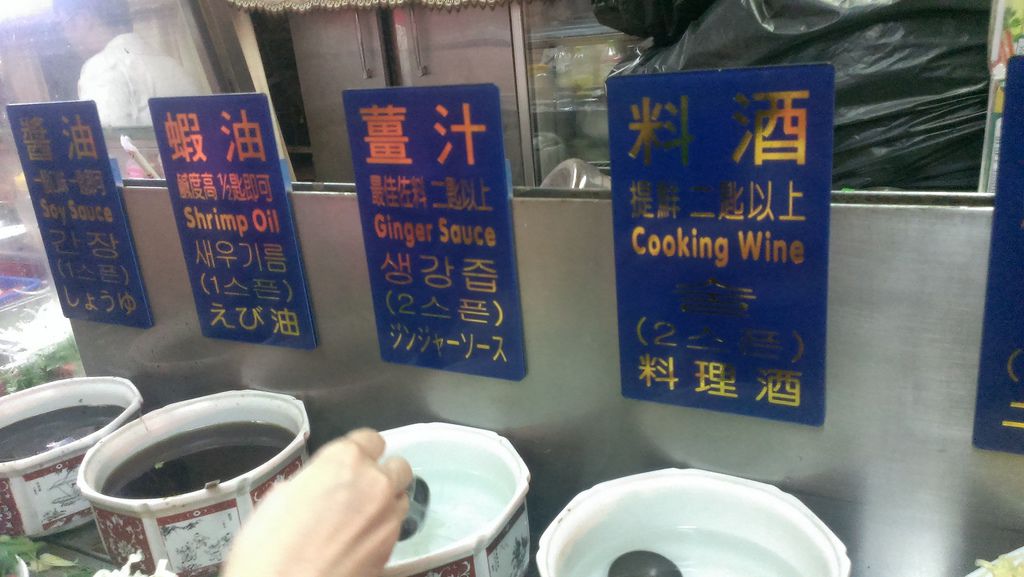 醬油
Soy Sauce
간장
(1스픈)
しょうゆ
蝦油
鹹度高 ½匙即可
Shrimp Oil
새우기름
(1스픈)
えび油
薑汁
最佳佐料 二匙以上
Ginger Sauce
생강즙
(2스픈)
ジンジャーソース
料酒
提鮮 二匙以上
Cooking Wine
술
(2스픈)
料理酒